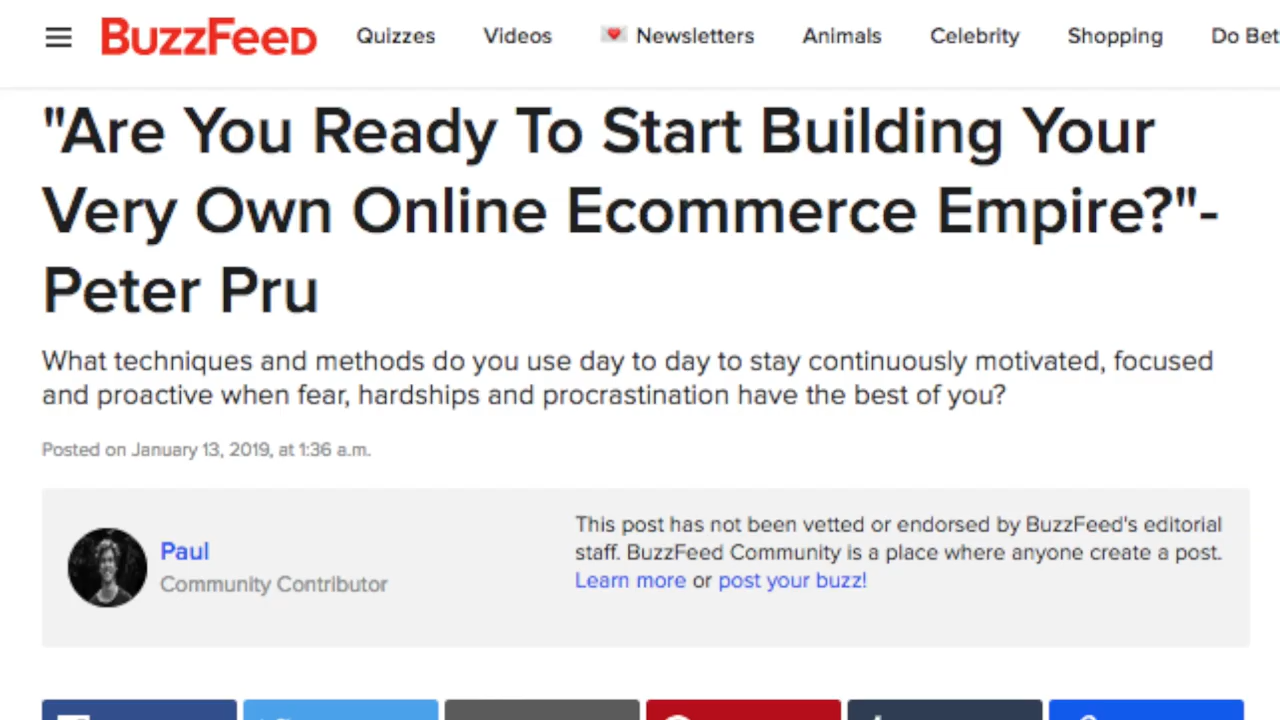 BuzzFeed Quizzes Videos Newsletters Animals Celebrity Shopping Do Bet
"Are You Ready To Start Building Your
Very Own Online Ecommerce Empire?"-
Peter Pru
What techniques and methods do you use day to day to stay continuously motivated, focused
and proactive when fear, hardships and procrastination have the best of you?
Posted on January 13, 2019, at 1:36 a.m.
Paul
Community Contributor
This post has not been vetted or endorsed by BuzzFeed's editorial
staff. BuzzFeed Community is a place where anyone create a post.
Learn more or post your buzz!